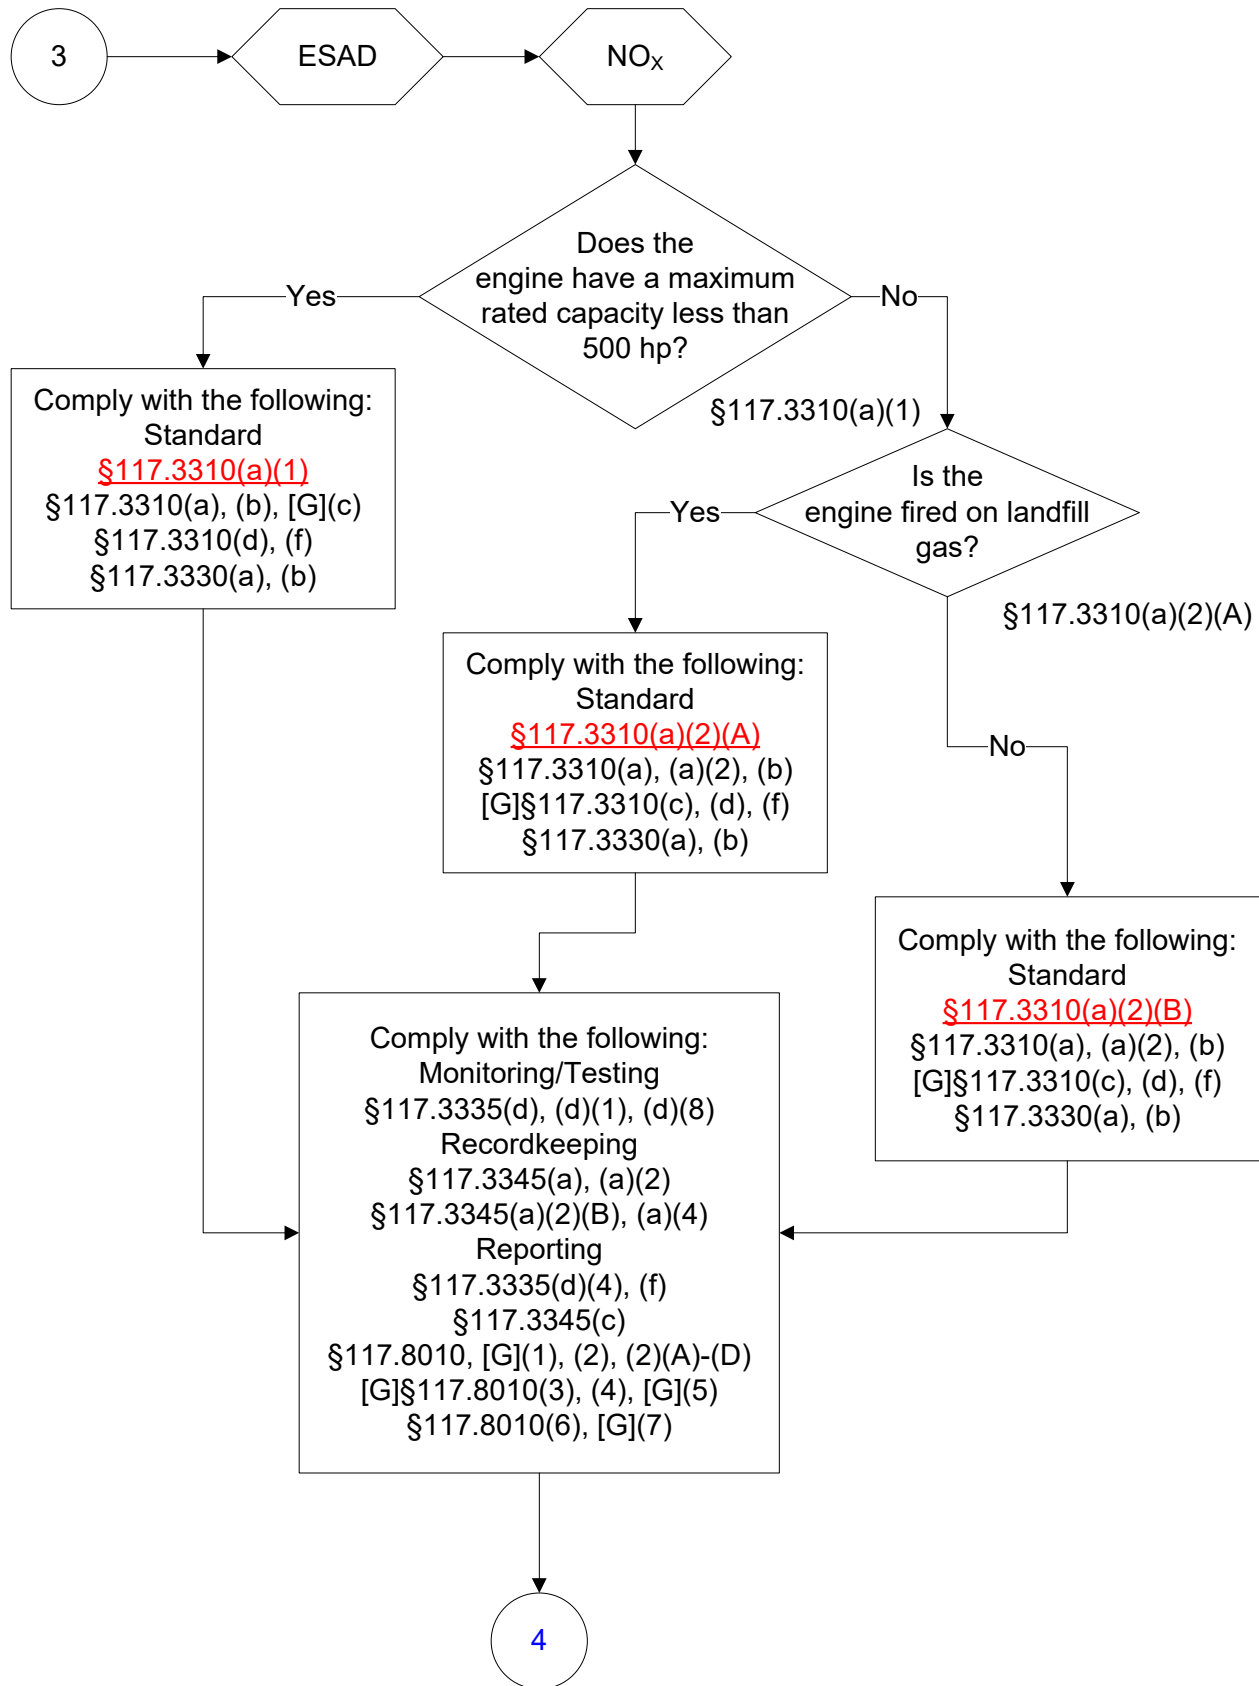 3
ESAD
NOX
Does the
engine have a maximum
rated capacity less than
500 hp?
Yes
No
§117.3310(a)(1)
Comply with the following:
Standard
§117.3310(a)(1)
§117.3310(a), (b), [G](c)
§117.3310(d), (f)
§117.3330(a), (b)
Is the
engine fired on landfill
gas?
Yes
§117.3310(a)(2)(A)
No
Comply with the following:
Standard
§117.3310(a)(2)(A)
§117.3310(a), (a)(2), (b)
[G]§117.3310(c), (d), (f)
§117.3330(a), (b)
Comply with the following:
Standard
§117.3310(a)(2)(B)
§117.3310(a), (a)(2), (b)
[G]§117.3310(c), (d), (f)
§117.3330(a), (b)
Comply with the following:
Monitoring/Testing
§117.3335(d), (d)(1), (d)(8)
Recordkeeping
§117.3345(a), (a)(2)
§117.3345(a)(2)(B), (a)(4)
Reporting
§117.3335(d)(4), (f)
§117.3345(c)
§117.8010, [G](1), (2), (2)(A)-(D)
[G]§117.8010(3), (4), [G](5)
§117.8010(6), [G](7)
4